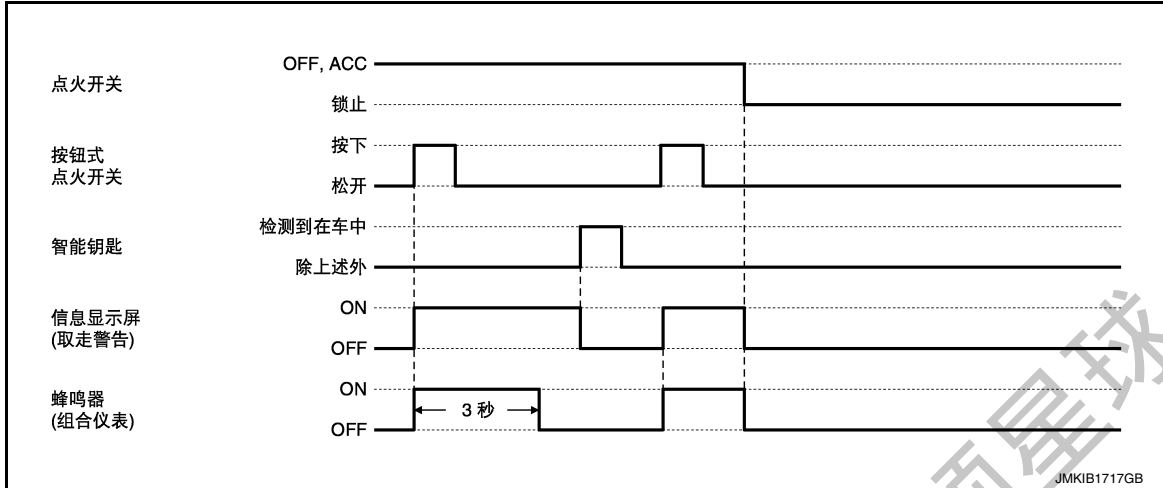 点火开关
OFF, ACC
锁止
按钮式
点火开关
按下
松开
智能钥匙
检测到在车中
除上述外
信息显示屏
(取走警告)
ON
OFF
蜂鸣器
(组合仪表)
ON
OFF
3 秒
JMKIB1717GB
星球